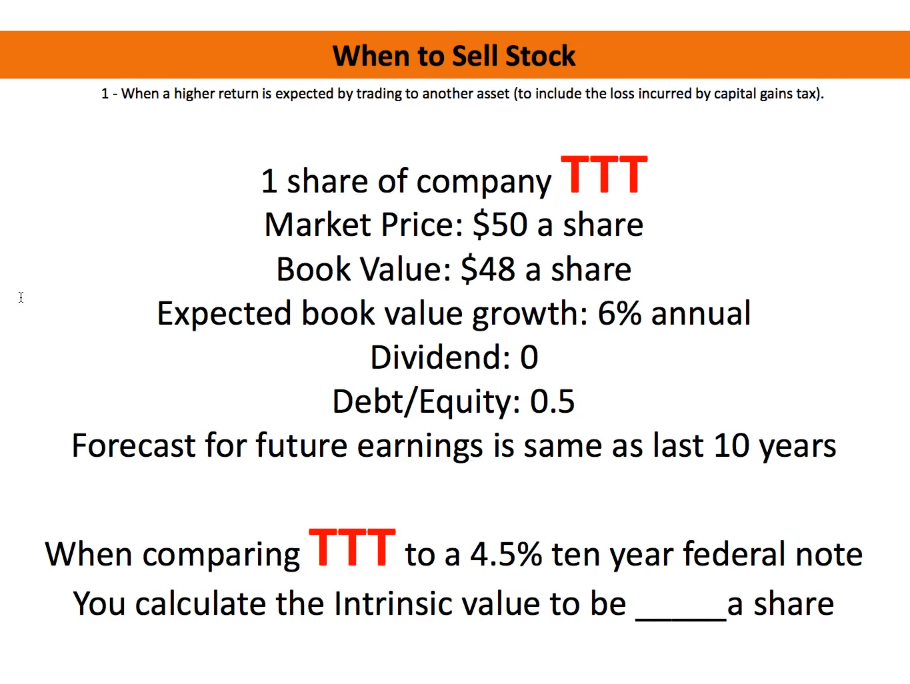 When to Sell Stock
1 - When a higher return is expected by trading to another asset (to include the loss incurred by capital gains tax).
1 share of company TTT
Market Price: $50 a share
Book Value: $48 a share
Expected book value growth: 6% annual
Dividend: 0
Debt/Equity: 0.5
Forecast for future earnings is same as last 10 years
When comparing TTT to a 4.5% ten year federal note
You calculate the Intrinsic value to be _____a share